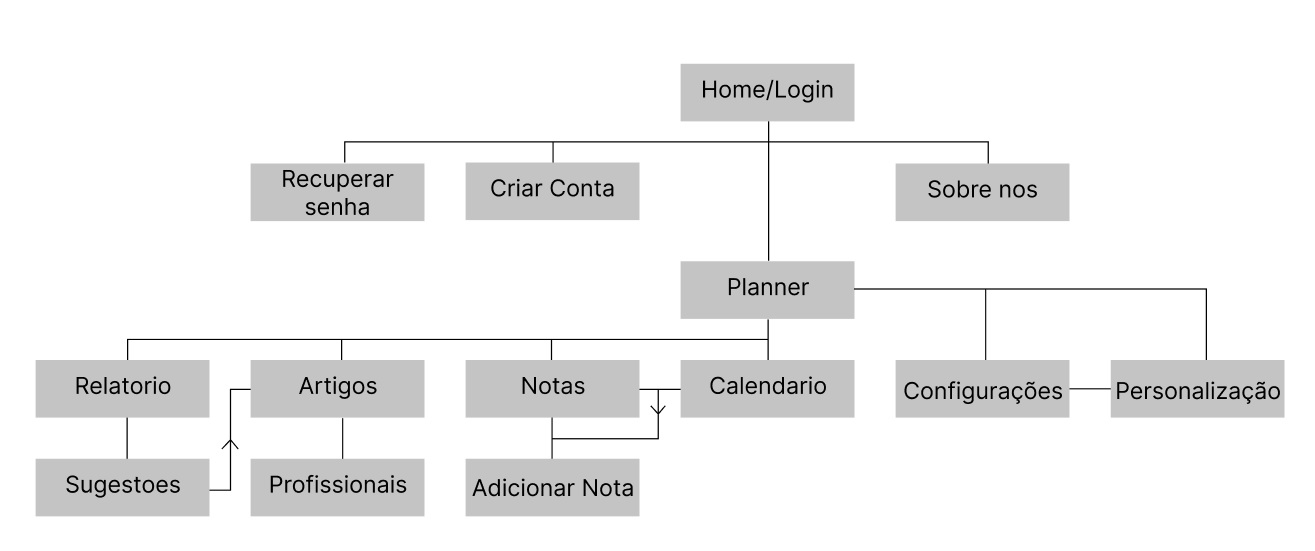 Home/Login
Recuperar
senha
Criar Conta
Sobre nos
Planner
Relatorio
Artigos
Notas
Calendario
Configurações
Personalização
Sugestoes
Profissionais
Adicionar Nota